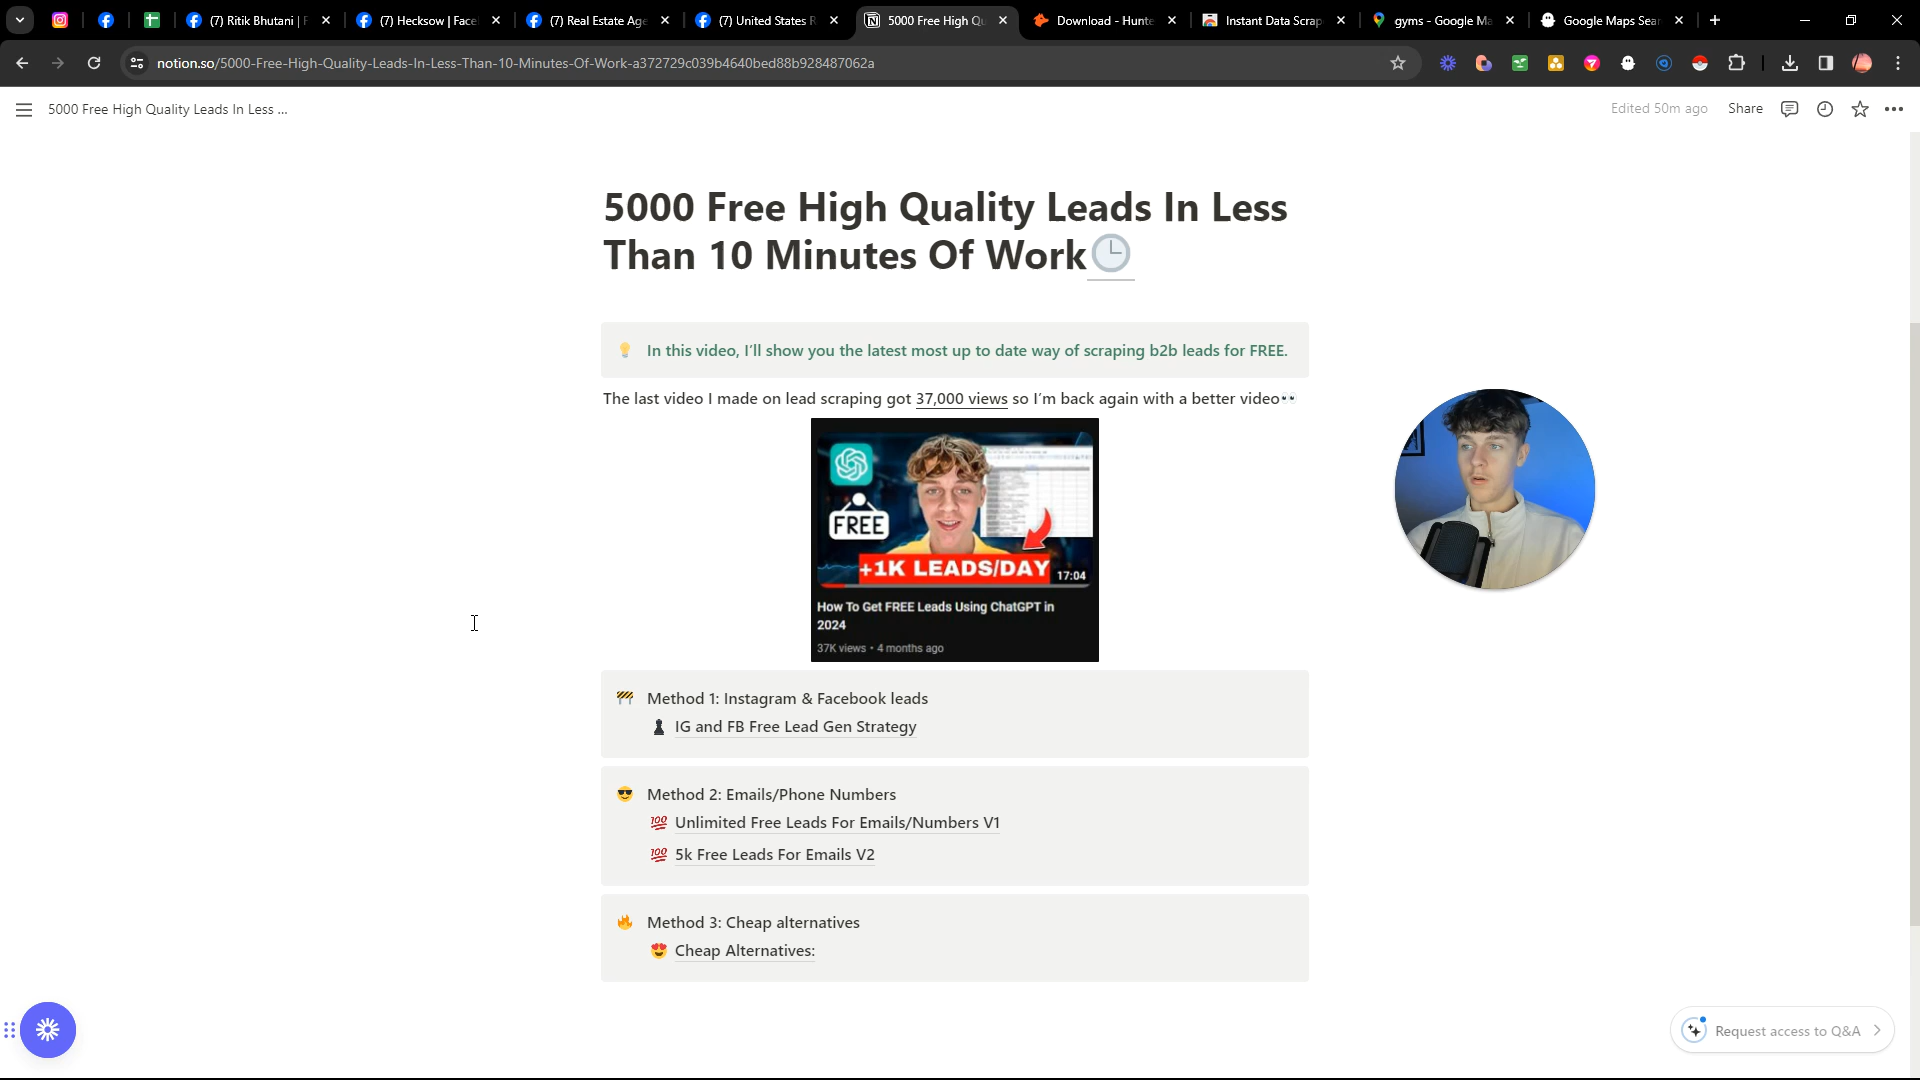 (7) Ritik Bhutani | F
(7) Hecksow | Face
(7) Real Estate Age
(7) United States R
5000 Free High Qu
Download - Hunte
Instant Data Scrap
gyms - Google Ma
Google Maps Sear
notion.so/5000-Free-High-Quality-Leads-In-Less-Than-10-Minutes-Of-Work-a372729c039b4640bed88b928487062a
5000 Free High Quality Leads In Less ...
Edited 50m ago
Share
5000 Free High Quality Leads In Less
Than 10 Minutes Of Work
In this video, I'll show you the latest most up to date way of scraping b2b leads for FREE.
The last video I made on lead scraping got 37,000 views so I'm back again with a better video
FREE
+1K LEADS/DAY
17:04
How To Get FREE Leads Using ChatGPT in
2024
37K views • 4 months ago
Method 1: Instagram & Facebook leads
IG and FB Free Lead Gen Strategy
Method 2: Emails/Phone Numbers
100 Unlimited Free Leads For Emails/Numbers V1
100 5k Free Leads For Emails V2
Method 3: Cheap alternatives
Cheap Alternatives:
Request access to Q&A